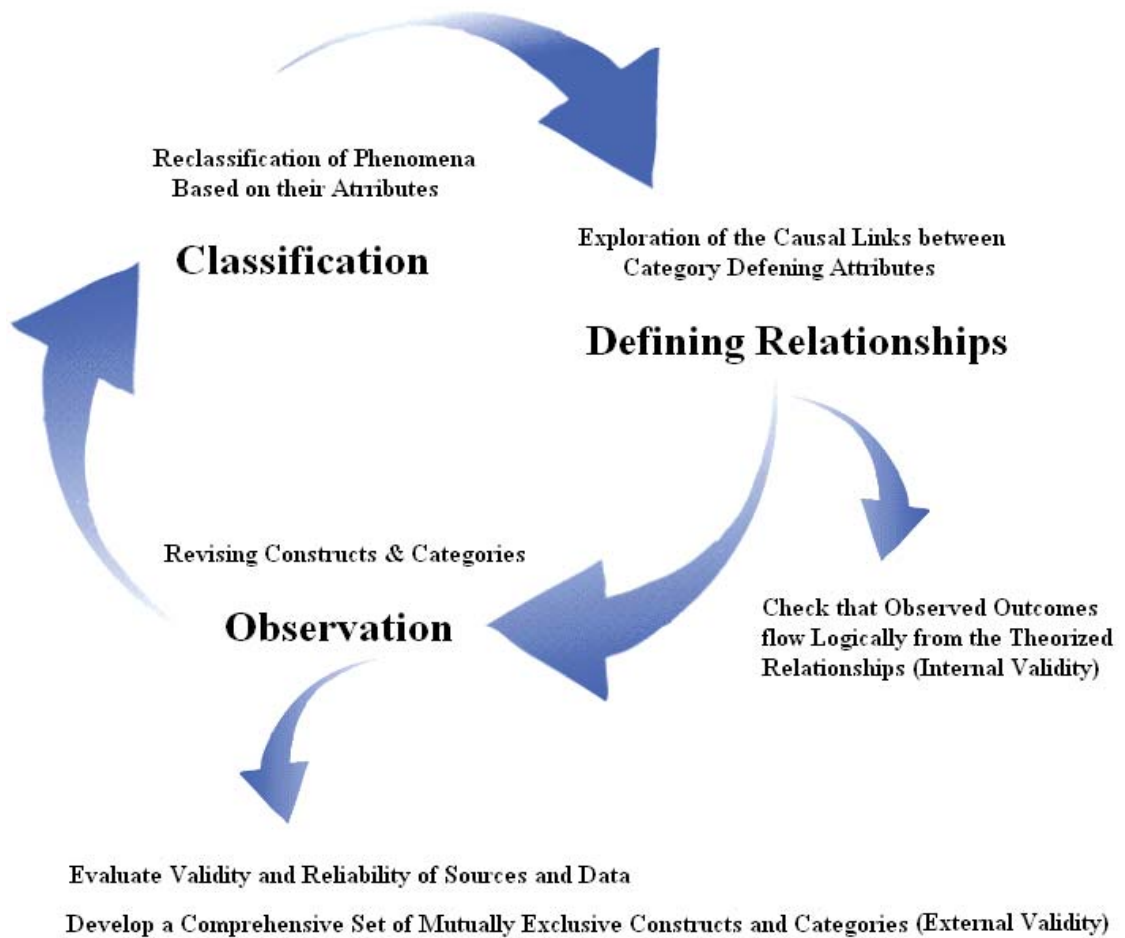 Reclassification of Phenomena
Based on their Atrributes
Classification
Exploration of the Causal Links between
Category Defening Attributes
Defining Relationships
Revising Constructs & Categories
Observation
Check that Observed Outcomes
flow Logically from the Theorized
Relationships (Internal Validity)
Evaluate Validity and Reliability of Sources and Data
Develop a Comprehensive Set of Mutually Exclusive Constructs and Categories (External Validity)